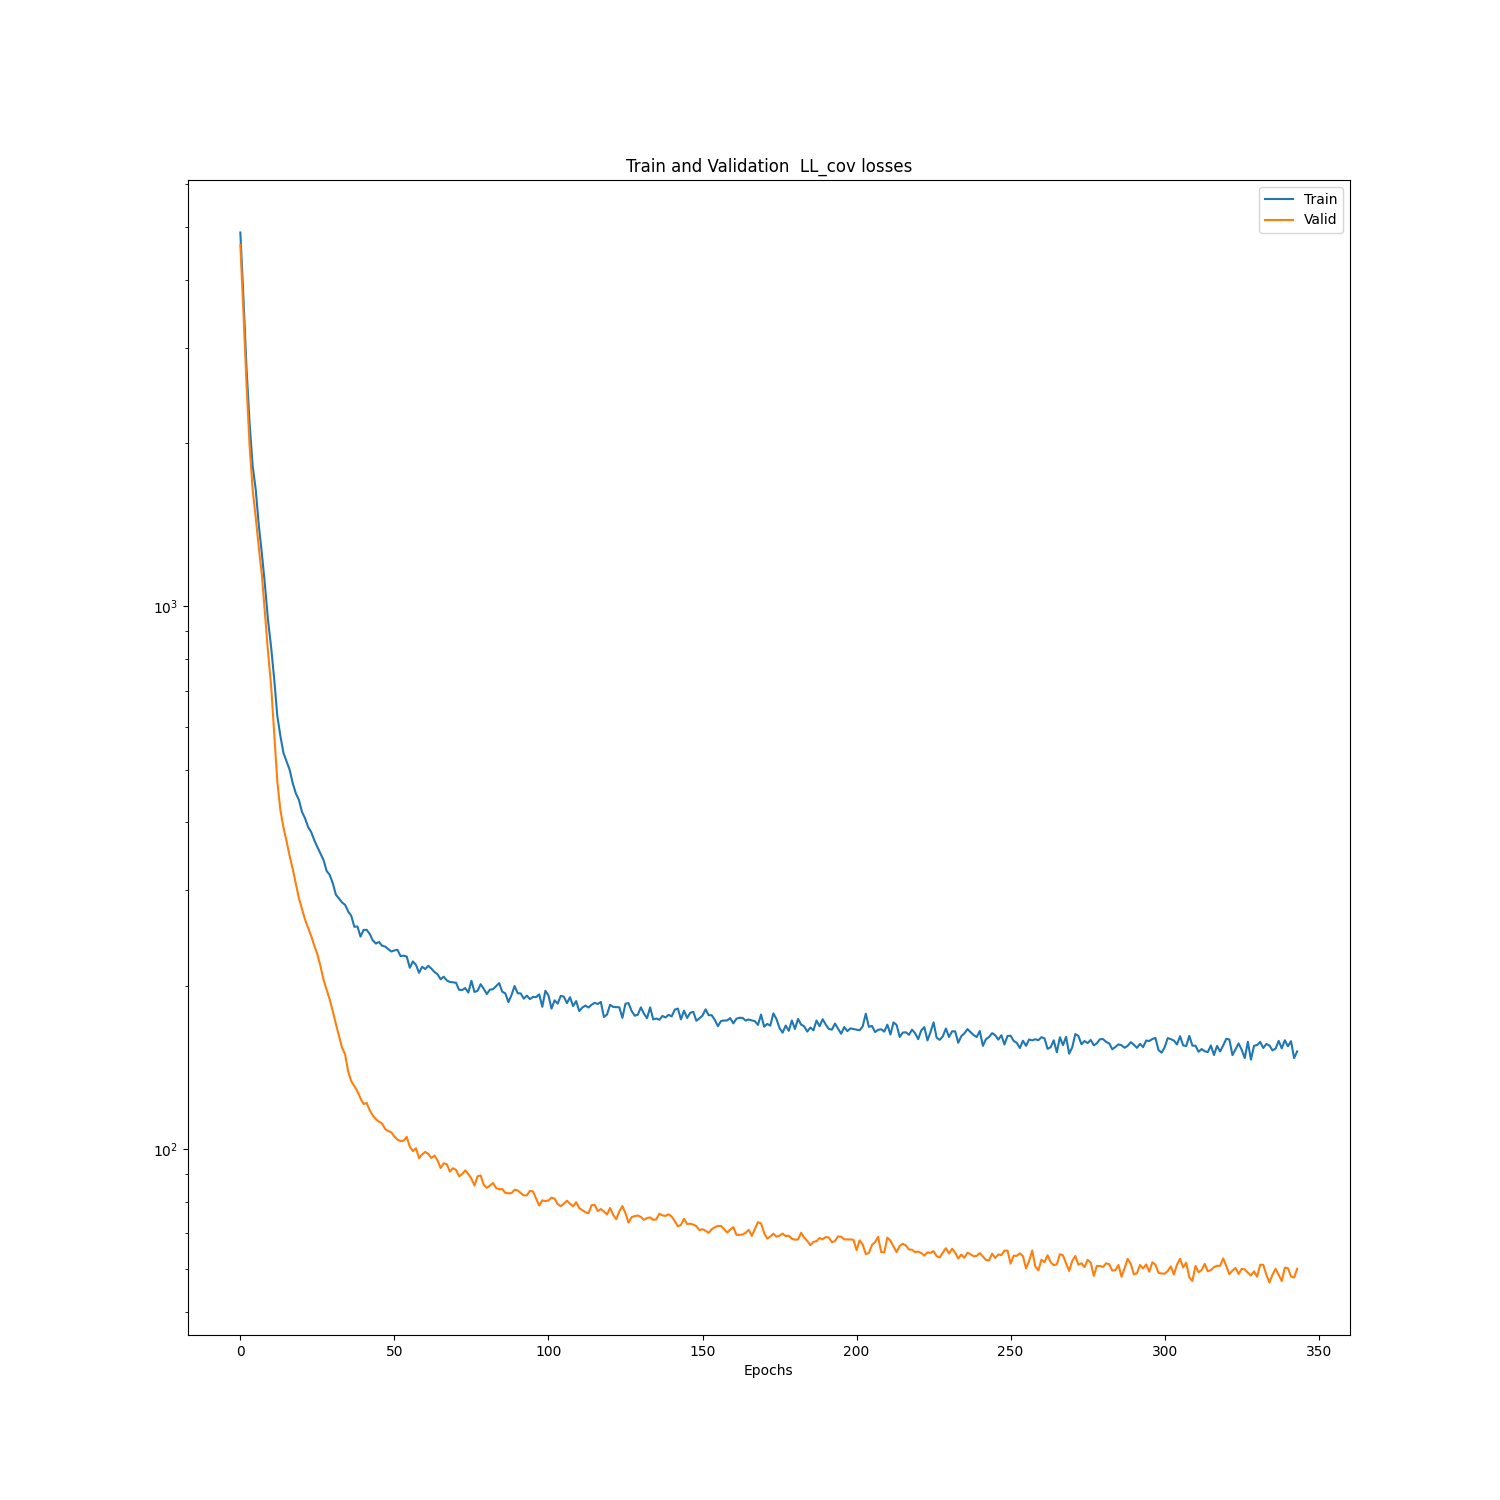 Train and Validation  LL_cov losses
Train
Valid
10³
10²
0 50 100 150 200 250 300 350
Epochs